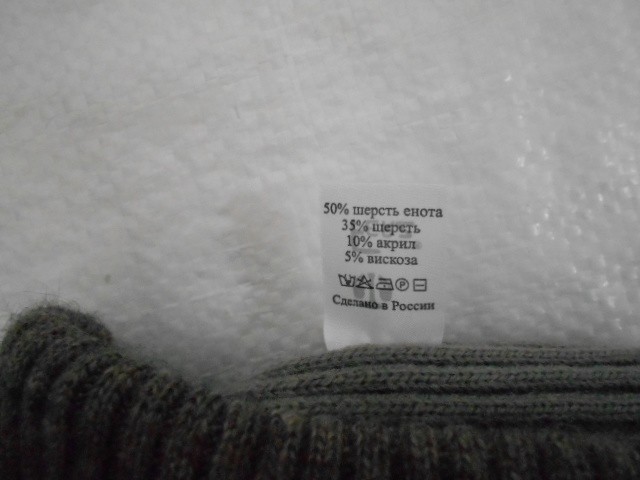 50% шерсть енота
35% шерсть
10% акрил
5% вискоза
P
Сделано в России